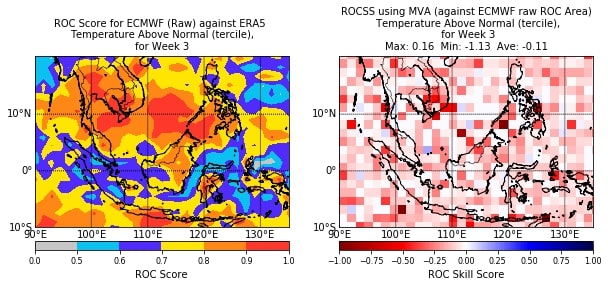 ROC Score for ECMWF (Raw) against ERA5
Temperature Above Normal (tercile),
for Week 3
10°N
0°
10°S
90°E 100°E 110°E 120°E 130°E
0.0 0.5 0.6 0.7 0.8 0.9 1.0
ROC Score
ROCSS using MVA (against ECMWF raw ROC Area)
Temperature Above Normal (tercile),
for Week 3
Max: 0.16 Min: -1.13 Ave: -0.11
10°N
0°
10°S
90°E 100°E 110°E 120°E 130°E
−1.00 −0.75 −0.50 −0.25 0.00 0.25 0.50 0.75 1.00
ROC Skill Score